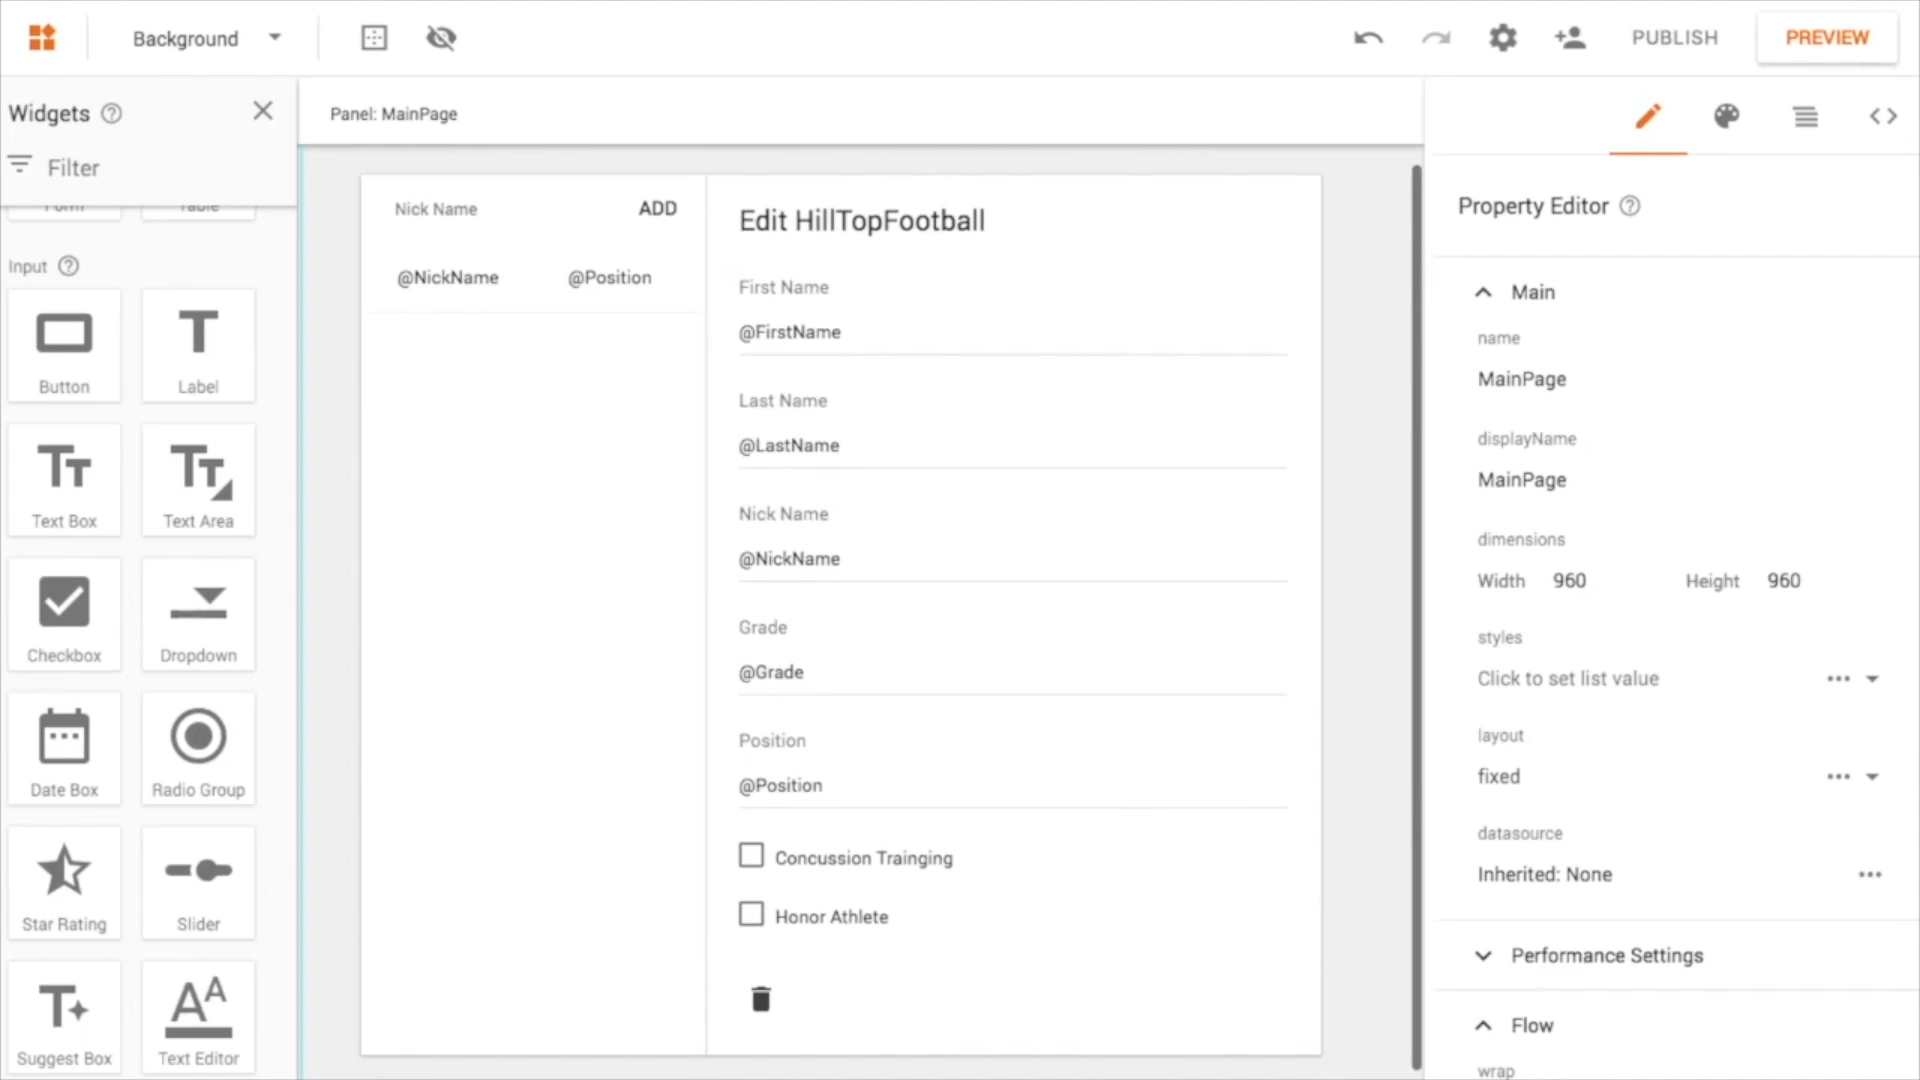 Background
PUBLISH
PREVIEW
Widgets
Filter
Form
Table
Input
Button
Label
Text Box
Text Area
Checkbox
Dropdown
Date Box
Radio Group
Star Rating
Slider
Suggest Box
Text Editor
Panel: MainPage
Nick Name
ADD
@NickName
@Position
Edit HillTopFootball
First Name
@FirstName
Last Name
@LastName
Nick Name
@NickName
Grade
@Grade
Position
@Position
Concussion Trainging
Honor Athlete
Property Editor
Main
name
MainPage
displayName
MainPage
dimensions
Width 960 Height 960
styles
Click to set list value
layout
fixed
datasource
Inherited: None
Performance Settings
Flow
wrap